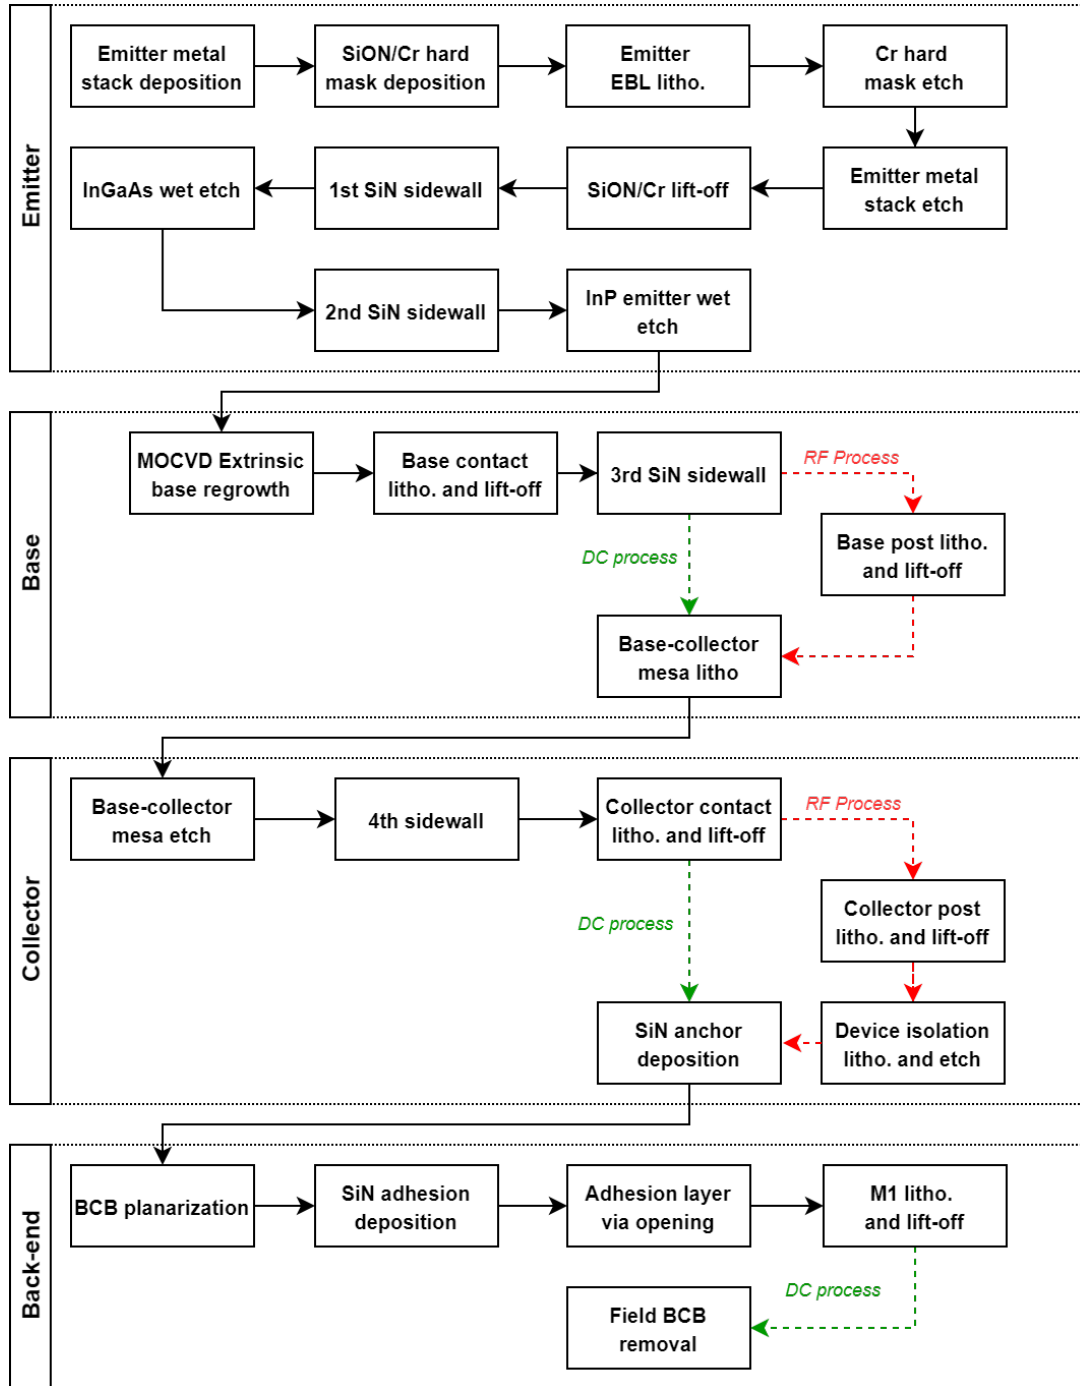 Emitter
Emitter metal
stack deposition
SiON/Cr hard
mask deposition
Emitter
EBL litho.
Cr hard
mask etch
Emitter metal
stack etch
SiON/Cr lift-off
1st SiN sidewall
InGaAs wet etch
2nd SiN sidewall
InP emitter wet
etch
Base
MOCVD Extrinsic
base regrowth
Base contact
litho. and lift-off
3rd SiN sidewall
RF Process
Base post litho.
and lift-off
DC process
Base-collector
mesa litho
Collector
Base-collector
mesa etch
4th sidewall
Collector contact
litho. and lift-off
RF Process
Collector post
litho. and lift-off
DC process
Device isolation
litho. and etch
SiN anchor
deposition
Back-end
BCB planarization
SiN adhesion
deposition
Adhesion layer
via opening
M1 litho.
and lift-off
DC process
Field BCB
removal